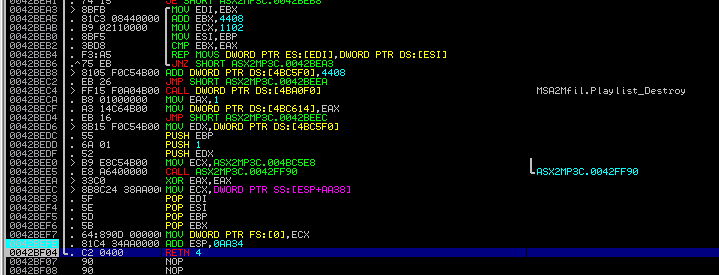 0042BEA1 . 74 15 JE SHORT ASX2MP3C.0042BEB8
0042BEA3 > 8BFB MOV EDI,EBX
0042BEA5 . 81C3 08440000 ADD EBX,4408
0042BEAB . B9 02110000 MOV ECX,1102
0042BEB0 . 8BF5 MOV ESI,EBP
0042BEB2 . 3BD8 CMP EBX,EAX
0042BEB4 . F3:A5 REP MOVS DWORD PTR ES:[EDI],DWORD PTR DS:[ESI]
0042BEB6 .^75 EB JNZ SHORT ASX2MP3C.0042BEA3
0042BEB8 > 8105 F0C54B00 ADD DWORD PTR DS:[4BC5F0],4408
0042BEC2 . EB 26 JMP SHORT ASX2MP3C.0042BEEA
0042BEC4 > FF15 F0A04B00 CALL DWORD PTR DS:[4BA0F0] MSA2Mfil.Playlist_Destroy
0042BECA . B8 01000000 MOV EAX,1
0042BECF . A3 14C64B00 MOV DWORD PTR DS:[4BC614],EAX
0042BED4 . EB 16 JMP SHORT ASX2MP3C.0042BEEC
0042BED6 > 8B15 F0C54B00 MOV EDX,DWORD PTR DS:[4BC5F0]
0042BEDC . 55 PUSH EBP
0042BEDD . 6A 01 PUSH 1
0042BEDF . 52 PUSH EDX
0042BEE0 . B9 E8C54B00 MOV ECX,ASX2MP3C.004BC5E8
0042BEE5 . E8 A6400000 CALL ASX2MP3C.0042FF90 ASX2MP3C.0042FF90
0042BEEA > 33C0 XOR EAX,EAX
0042BEEC > 8B8C24 38AA00 MOV ECX,DWORD PTR SS:[ESP+AA38]
0042BEF3 . 5F POP EDI
0042BEF4 . 5E POP ESI
0042BEF5 . 5D POP EBP
0042BEF6 . 5B POP EBX
0042BEF7 . 64:890D 00000 MOV DWORD PTR FS:[0],ECX
. 81C4 34AA0000 ADD ESP,0AA34
0042BF04 . C2 0400 RETN 4
0042BF07 90 NOP
0042BF08 90 NOP